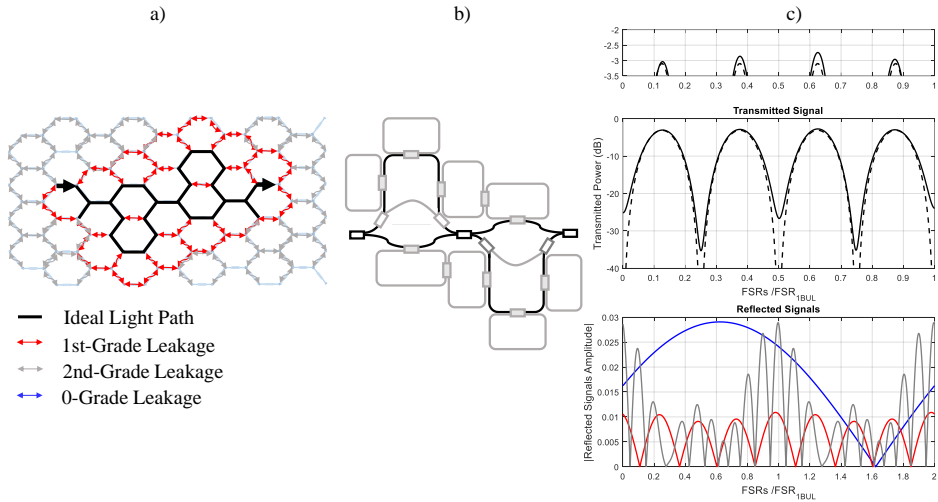 a)
b)
c)
Ideal Light Path
1st-Grade Leakage
2nd-Grade Leakage
0-Grade Leakage
-2
-2.5
-3
-3.5
0 0.1 0.2 0.3 0.4 0.5 0.6 0.7 0.8 0.9 1
Transmitted Signal
Transmitted Power (dB)
0
-10
-20
-30
-40
0 0.1 0.2 0.3 0.4 0.5 0.6 0.7 0.8 0.9 1
FSRs /FSR1BUL
Reflected Signals
|Reflected Signals Amplitude|
0.03
0.025
0.02
0.015
0.01
0.005
0
0 0.2 0.4 0.6 0.8 1 1.2 1.4 1.6 1.8 2
FSRs /FSR1BUL